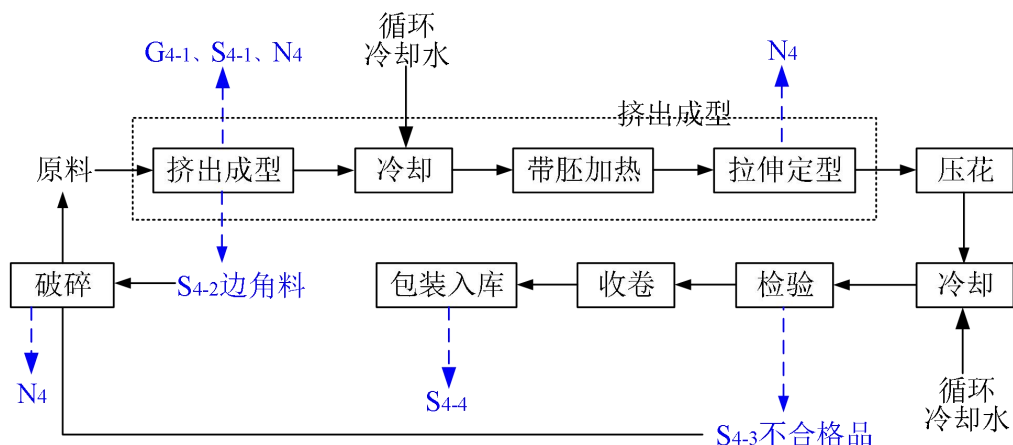 循环
冷却水
G4-1、S4-1、N4
N4
挤出成型
原料
挤出成型
冷却
带胚加热
拉伸定型
压花
破碎
S4-2边角料
包装入库
收卷
检验
冷却
N4
S4-4
循环
冷却水
S4-3不合格品